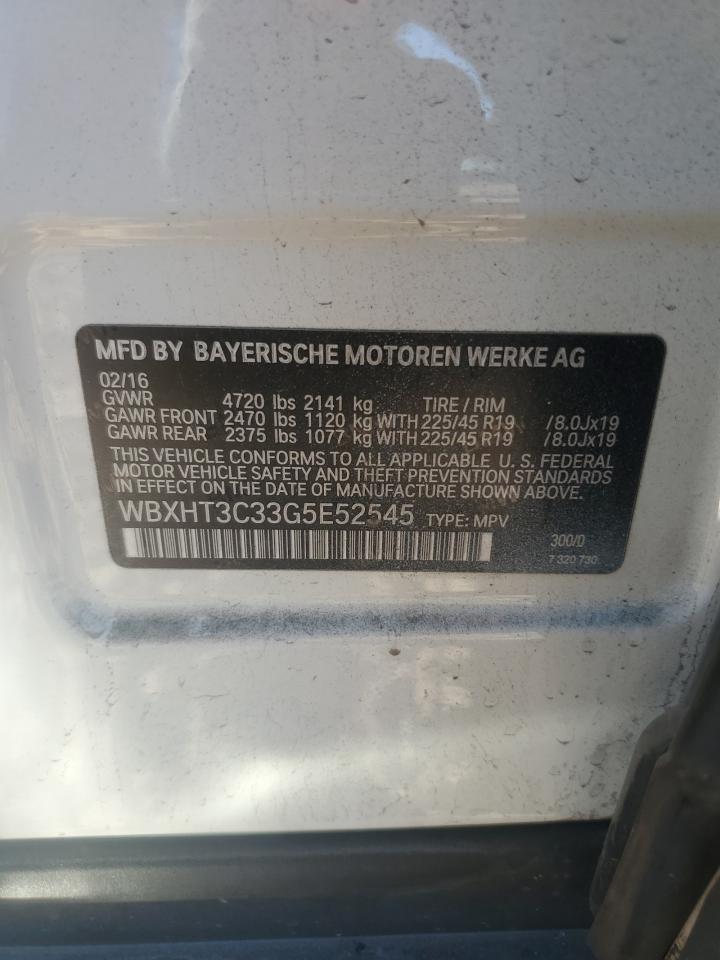 MFD BY BAYERISCHE MOTOREN WERKE AG
02/16
GVWR 4720 lbs 2141 kg TIRE / RIM
GAWR FRONT 2470 lbs 1120 kg WITH 225/45 R19 /8.0Jx19
GAWR REAR 2375 lbs 1077 kg WITH 225/45 R19 /8.0Jx19
THIS VEHICLE CONFORMS TO ALL APPLICABLE U. S. FEDERAL
MOTOR VEHICLE SAFETY AND THEFT PREVENTION STANDARDS
IN EFFECT ON THE DATE OF MANUFACTURE SHOWN ABOVE.
WBXHT3C33G5E52545 TYPE: MPV
300/0
7 320 730